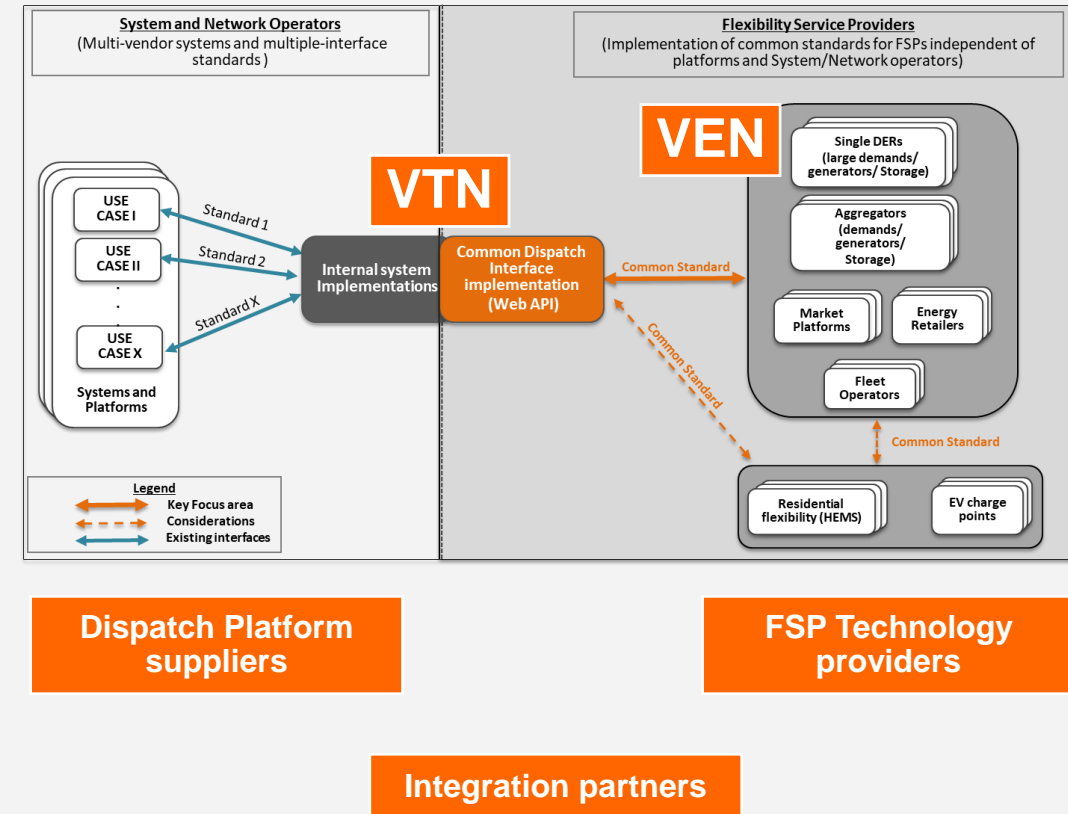 System and Network Operators
(Multi-vendor systems and multiple-interface
standards )
Flexibility Service Providers
(Implementation of common standards for FSPs independent of
platforms and System/Network operators)
VTN
VEN
USE
CASE I
USE
CASE II
.
.
.
USE
CASE X
Systems and
Platforms
Standard 1
Standard 2
Standard X
Internal system
Implementations
Common Dispatch
Interface
implementation
(Web API)
Common Standard
Common Standard
Single DERs
(large demands/
generators/ Storage)
Aggregators
(demands/
generators/
Storage)
Market
Platforms
Energy
Retailers
Fleet
Operators
Common Standard
Residential
flexibility (HEMS)
EV charge
points
Legend
Key Focus area
Considerations
Existing interfaces
Dispatch Platform
suppliers
FSP Technology
providers
Integration partners